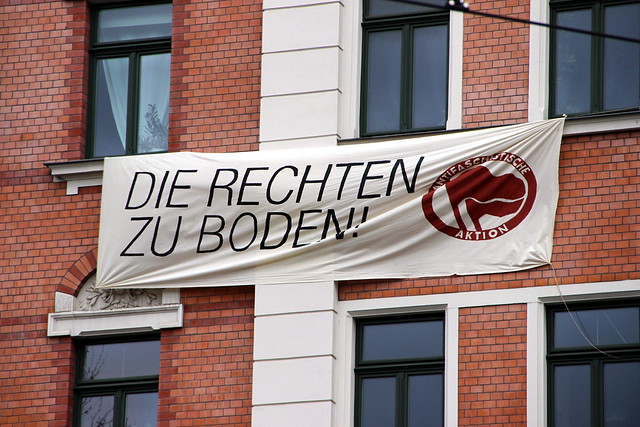 DIE RECHTEN
ZU BODEN!
ANTIFASCHISTISCHE
AKTION